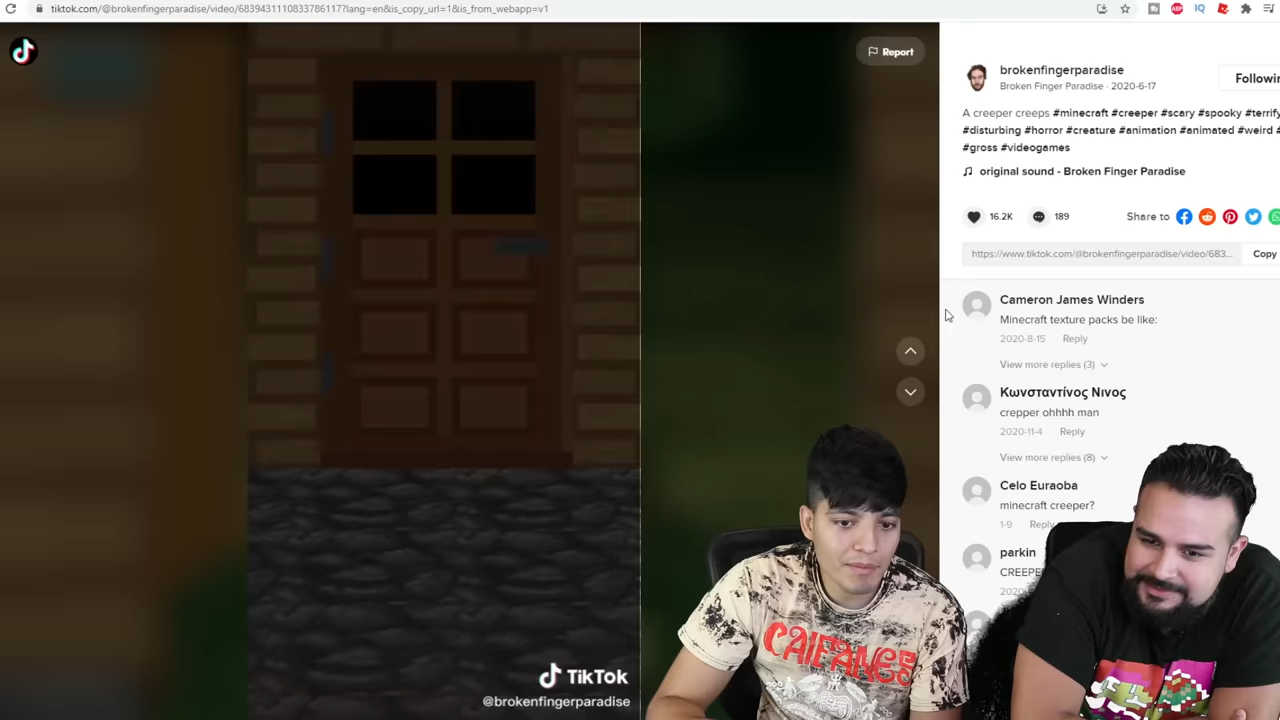 tiktok.com/@brokenfingerparadise/video/6839431110833786117?lang=en&is_copy_url=1&is_from_webapp=v1
Report
brokenfingerparadise
Followin
Broken Finger Paradise · 2020-6-17
A creeper creeps #minecraft #creeper #scary #spooky #terrify
#disturbing #horror #creature #animation #animated #weird #
#gross #videogames
original sound - Broken Finger Paradise
16.2K
189
Share to
https://www.tiktok.com/@brokenfingerparadise/video/683...
Copy
Cameron James Winders
Minecraft texture packs be like:
2020-8-15 Reply
View more replies (3)
Κωνσταντίνος Νινος
crepper ohhhh man
2020-11-4 Reply
View more replies (8)
Celo Euraoba
minecraft creeper?
1-9 Reply
parkin
CREEPE
2020
CAIFANES
TikTok
@brokenfingerparadise